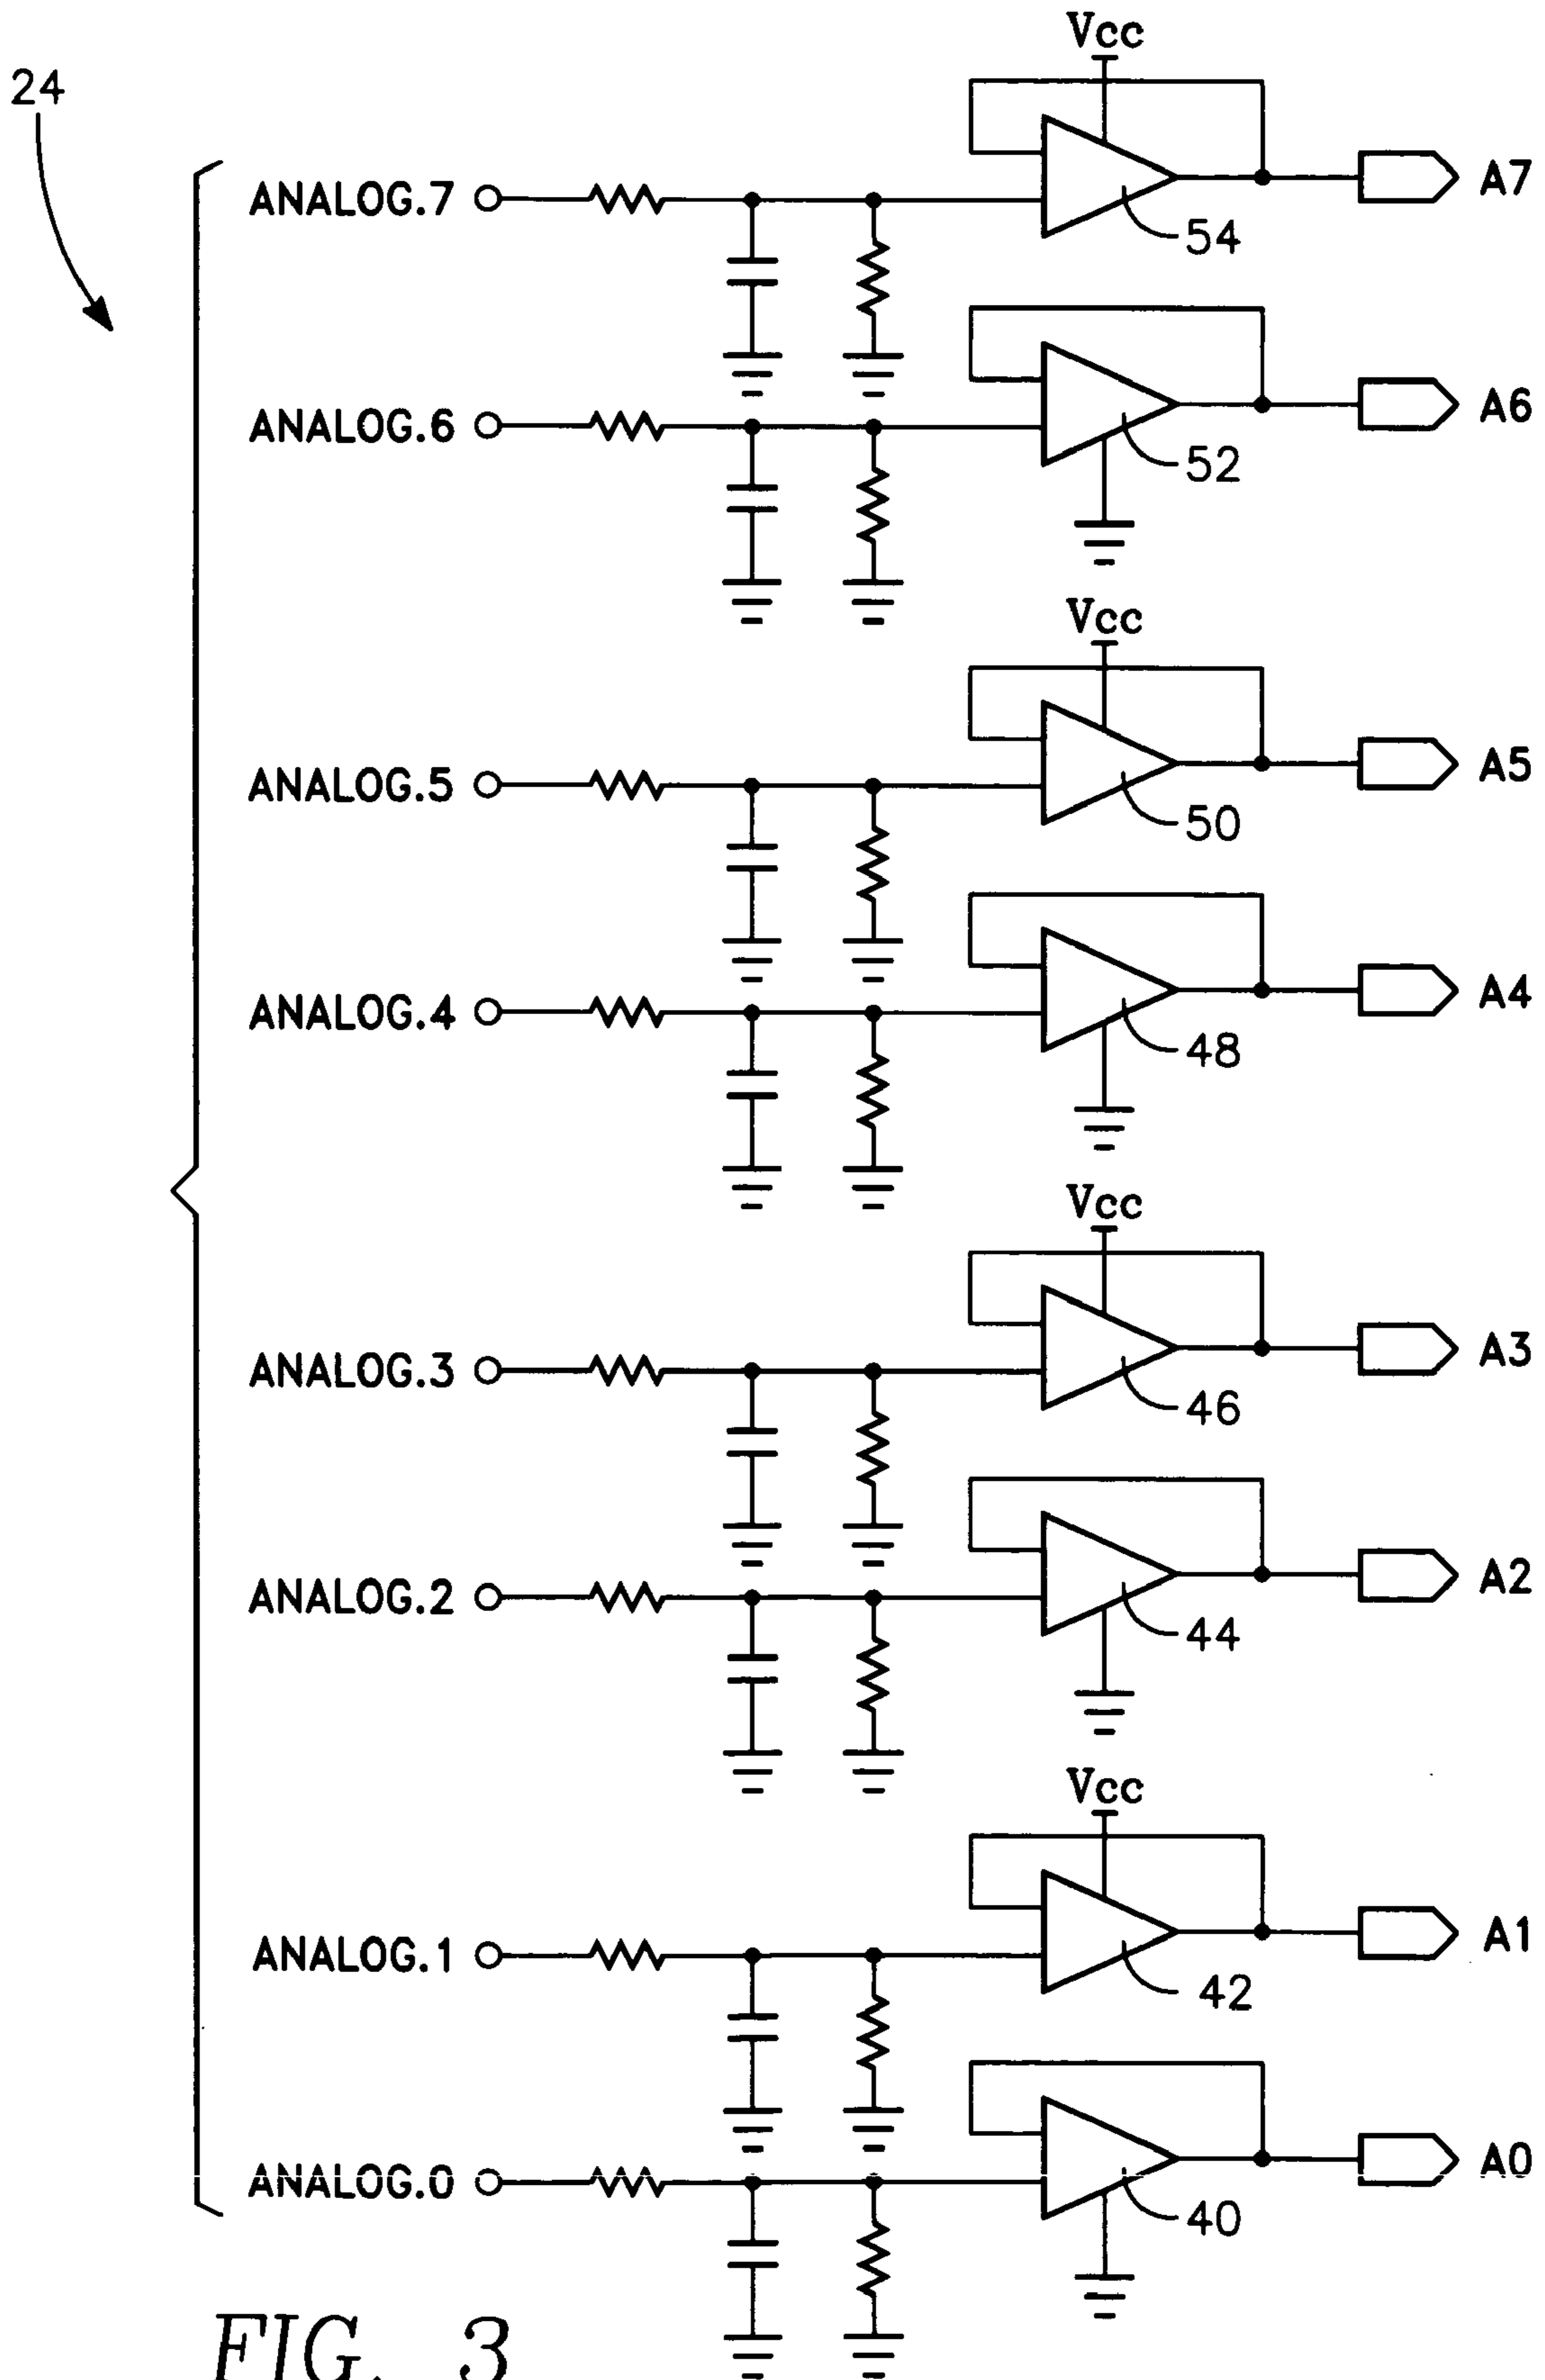 Vcc
24
ANALOG.7
A7
54
ANALOG.6
A6
52
Vcc
ANALOG.5
A5
50
ANALOG.4
A4
48
Vcc
ANALOG.3
A3
46
ANALOG.2
A2
44
Vcc
ANALOG.1
A1
42
ANALOG.0
A0
40
FIG. 3